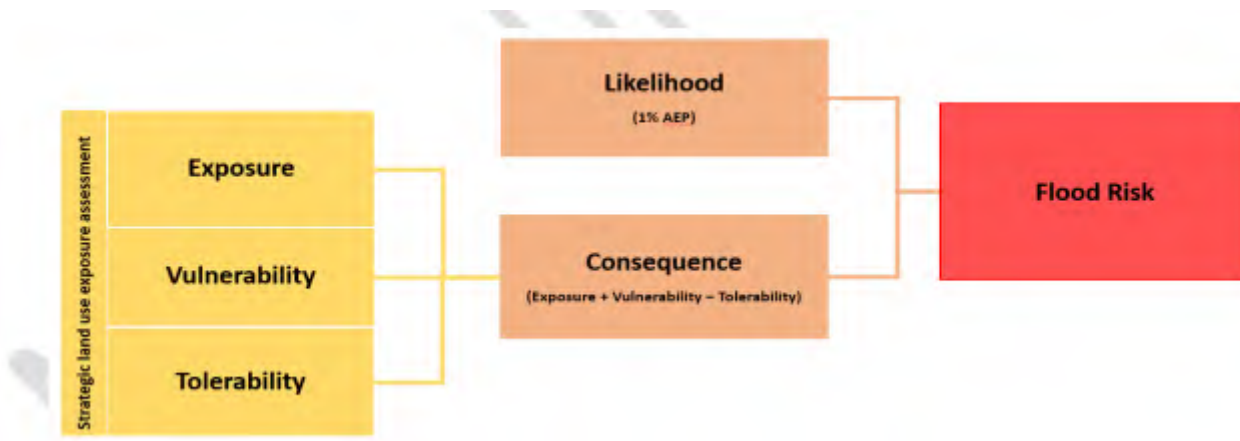 Strategic land use exposure assessment
Exposure
Vulnerability
Tolerability
Likelihood
(1% AEP)
Consequence
(Exposure + Vulnerability – Tolerability)
Flood Risk